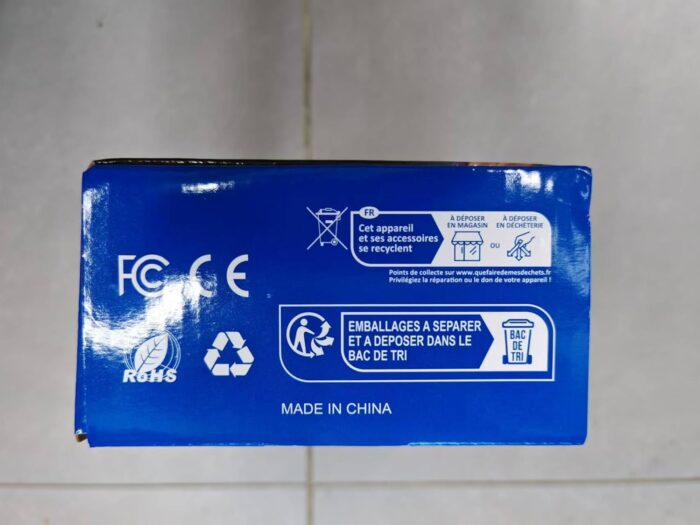 FR
Cet appareil
et ses accessoires
se recyclent
À DÉPOSER
EN MAGASIN
OU
À DÉPOSER
EN DÉCHÈTERIE
Points de collecte sur www.quefairedemesdechets.fr
Privilégiez la réparation ou le don de votre appareil !
FC
CE
RoHS
EMBALLAGES A SEPARER
ET A DEPOSER DANS LE
BAC DE TRI
BAC
DE
TRI
MADE IN CHINA